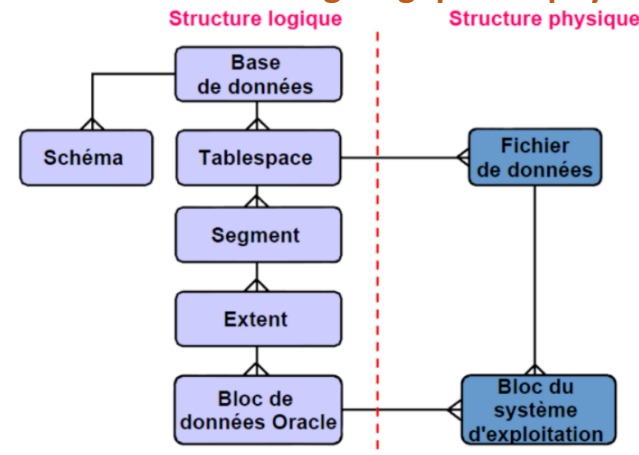 Structure logique
Structure physique
Base
de données
Schéma
Tablespace
Fichier
de données
Segment
Extent
Bloc de
données Oracle
Bloc du
système
d'exploitation